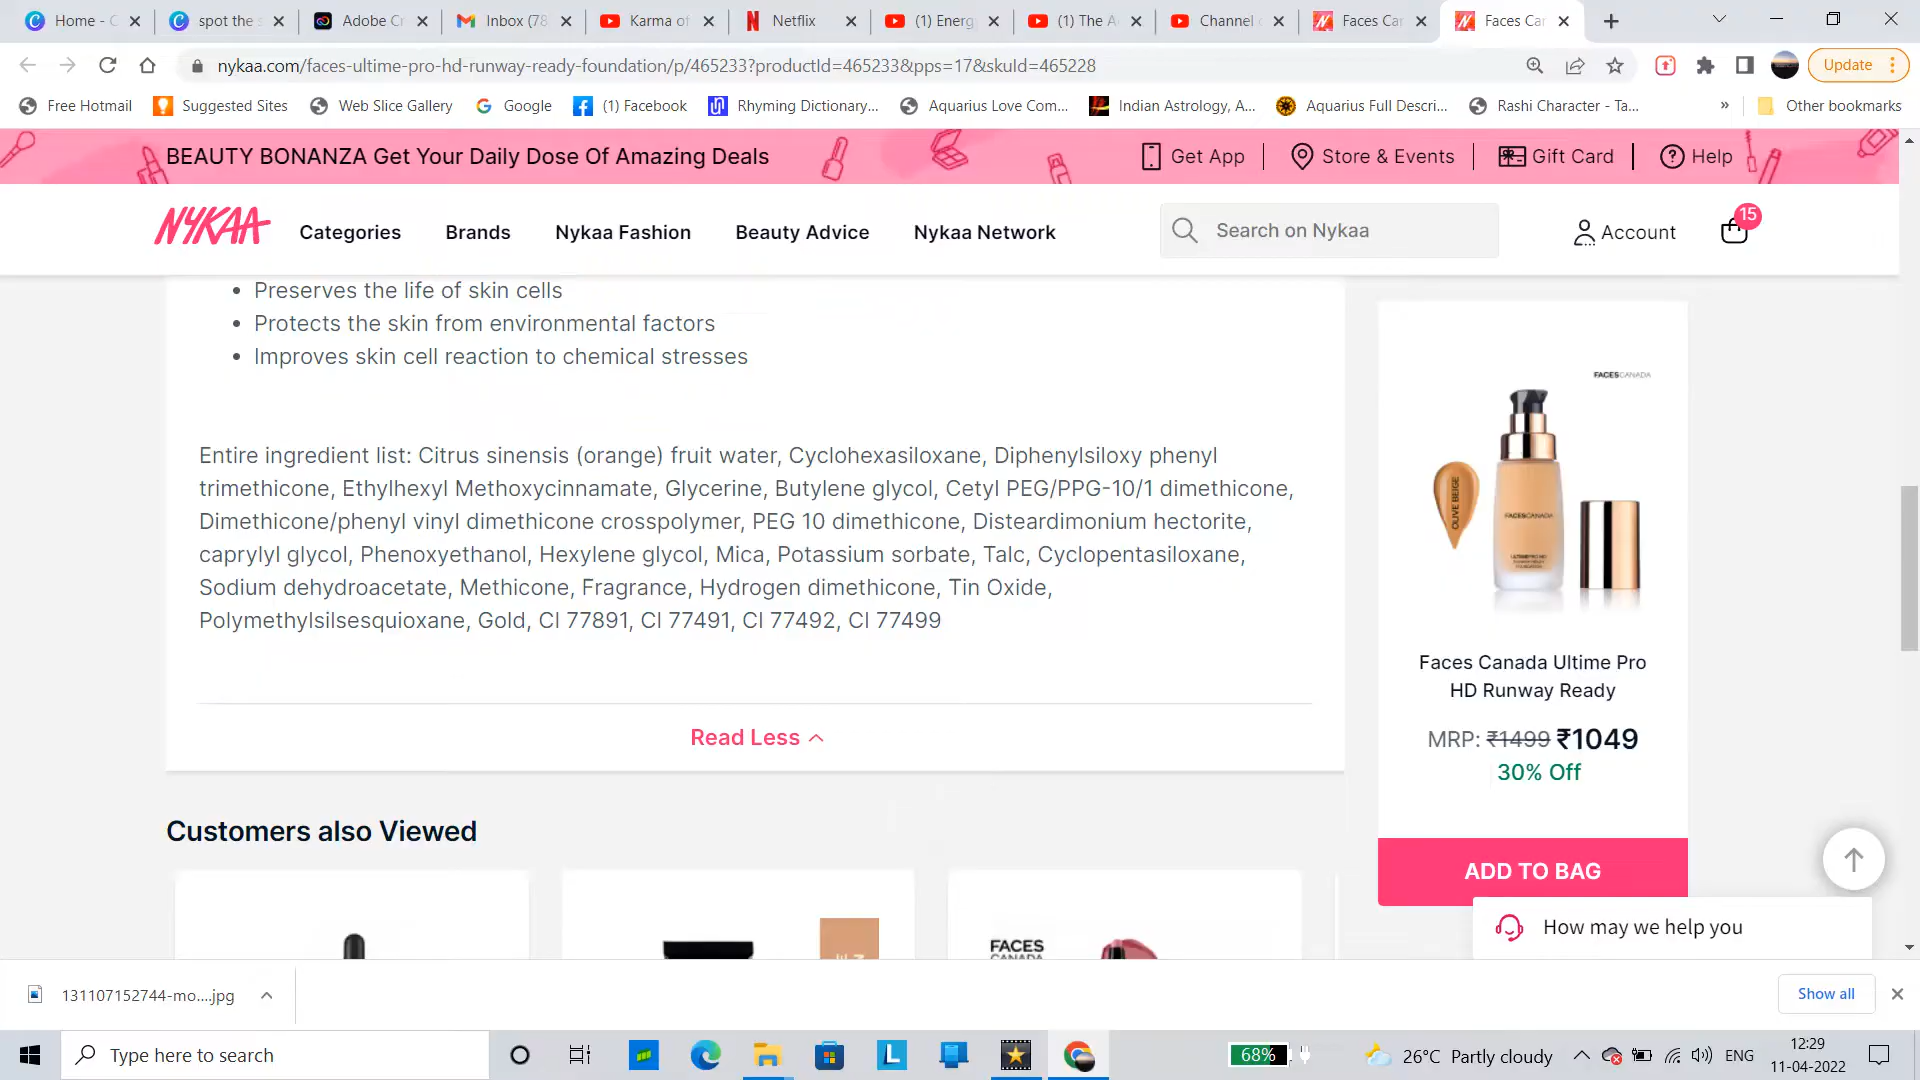 Home - C
spot the s
Adobe Cr
Inbox (78
Karma of
Netflix
(1) Energ
(1) The A
Channel c
Faces Car
Faces Car
nykaa.com/faces-ultime-pro-hd-runway-ready-foundation/p/465233?productId=465233&pps=17&skuId=465228
Update
Free Hotmail
Suggested Sites
Web Slice Gallery
Google
(1) Facebook
Rhyming Dictionary...
Aquarius Love Com...
Indian Astrology, A...
Aquarius Full Descri...
Rashi Character - Ta...
»
Other bookmarks
BEAUTY BONANZA Get Your Daily Dose Of Amazing Deals
Get App
Store & Events
Gift Card
Help
NYKAA
Categories
Brands
Nykaa Fashion
Beauty Advice
Nykaa Network
Search on Nykaa
Account
15
• Preserves the life of skin cells
• Protects the skin from environmental factors
• Improves skin cell reaction to chemical stresses
Entire ingredient list: Citrus sinensis (orange) fruit water, Cyclohexasiloxane, Diphenylsiloxy phenyl
trimethicone, Ethylhexyl Methoxycinnamate, Glycerine, Butylene glycol, Cetyl PEG/PPG-10/1 dimethicone,
Dimethicone/phenyl vinyl dimethicone crosspolymer, PEG 10 dimethicone, Disteardimonium hectorite,
caprylyl glycol, Phenoxyethanol, Hexylene glycol, Mica, Potassium sorbate, Talc, Cyclopentasiloxane,
Sodium dehydroacetate, Methicone, Fragrance, Hydrogen dimethicone, Tin Oxide,
Polymethylsilsesquioxane, Gold, CI 77891, CI 77491, CI 77492, CI 77499
Read Less
FACESCANADA
OLIVE BEIGE
FACESCANADA
Faces Canada Ultime Pro
HD Runway Ready
MRP: ₹1499 ₹1049
30% Off
ADD TO BAG
How may we help you
Customers also Viewed
FACES
CANADA
131107152744-mo....jpg
Show all
Type here to search
68%
26°C Partly cloudy
ENG
12:29
11-04-2022